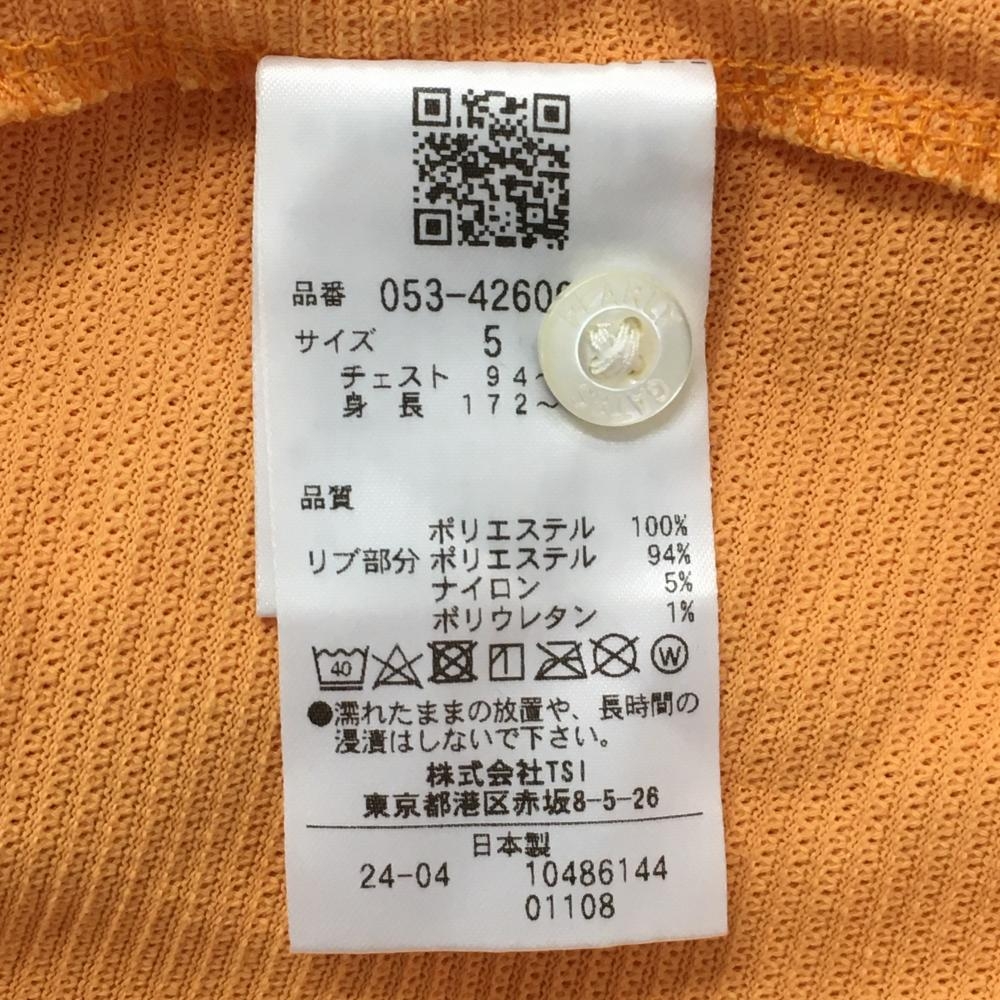 品番 053-4260
サイズ 5
チェスト 94~
身長 172~
PEARLY
GATES
品質
ポリエステル 100%
リブ部分 ポリエステル 94%
ナイロン 5%
ポリウレタン 1%
40 W
●濡れたままの放置や、長時間の
浸漬はしないで下さい。
株式会社TSI
東京都港区赤坂8-5-26
日本製
24-04 10486144
01108